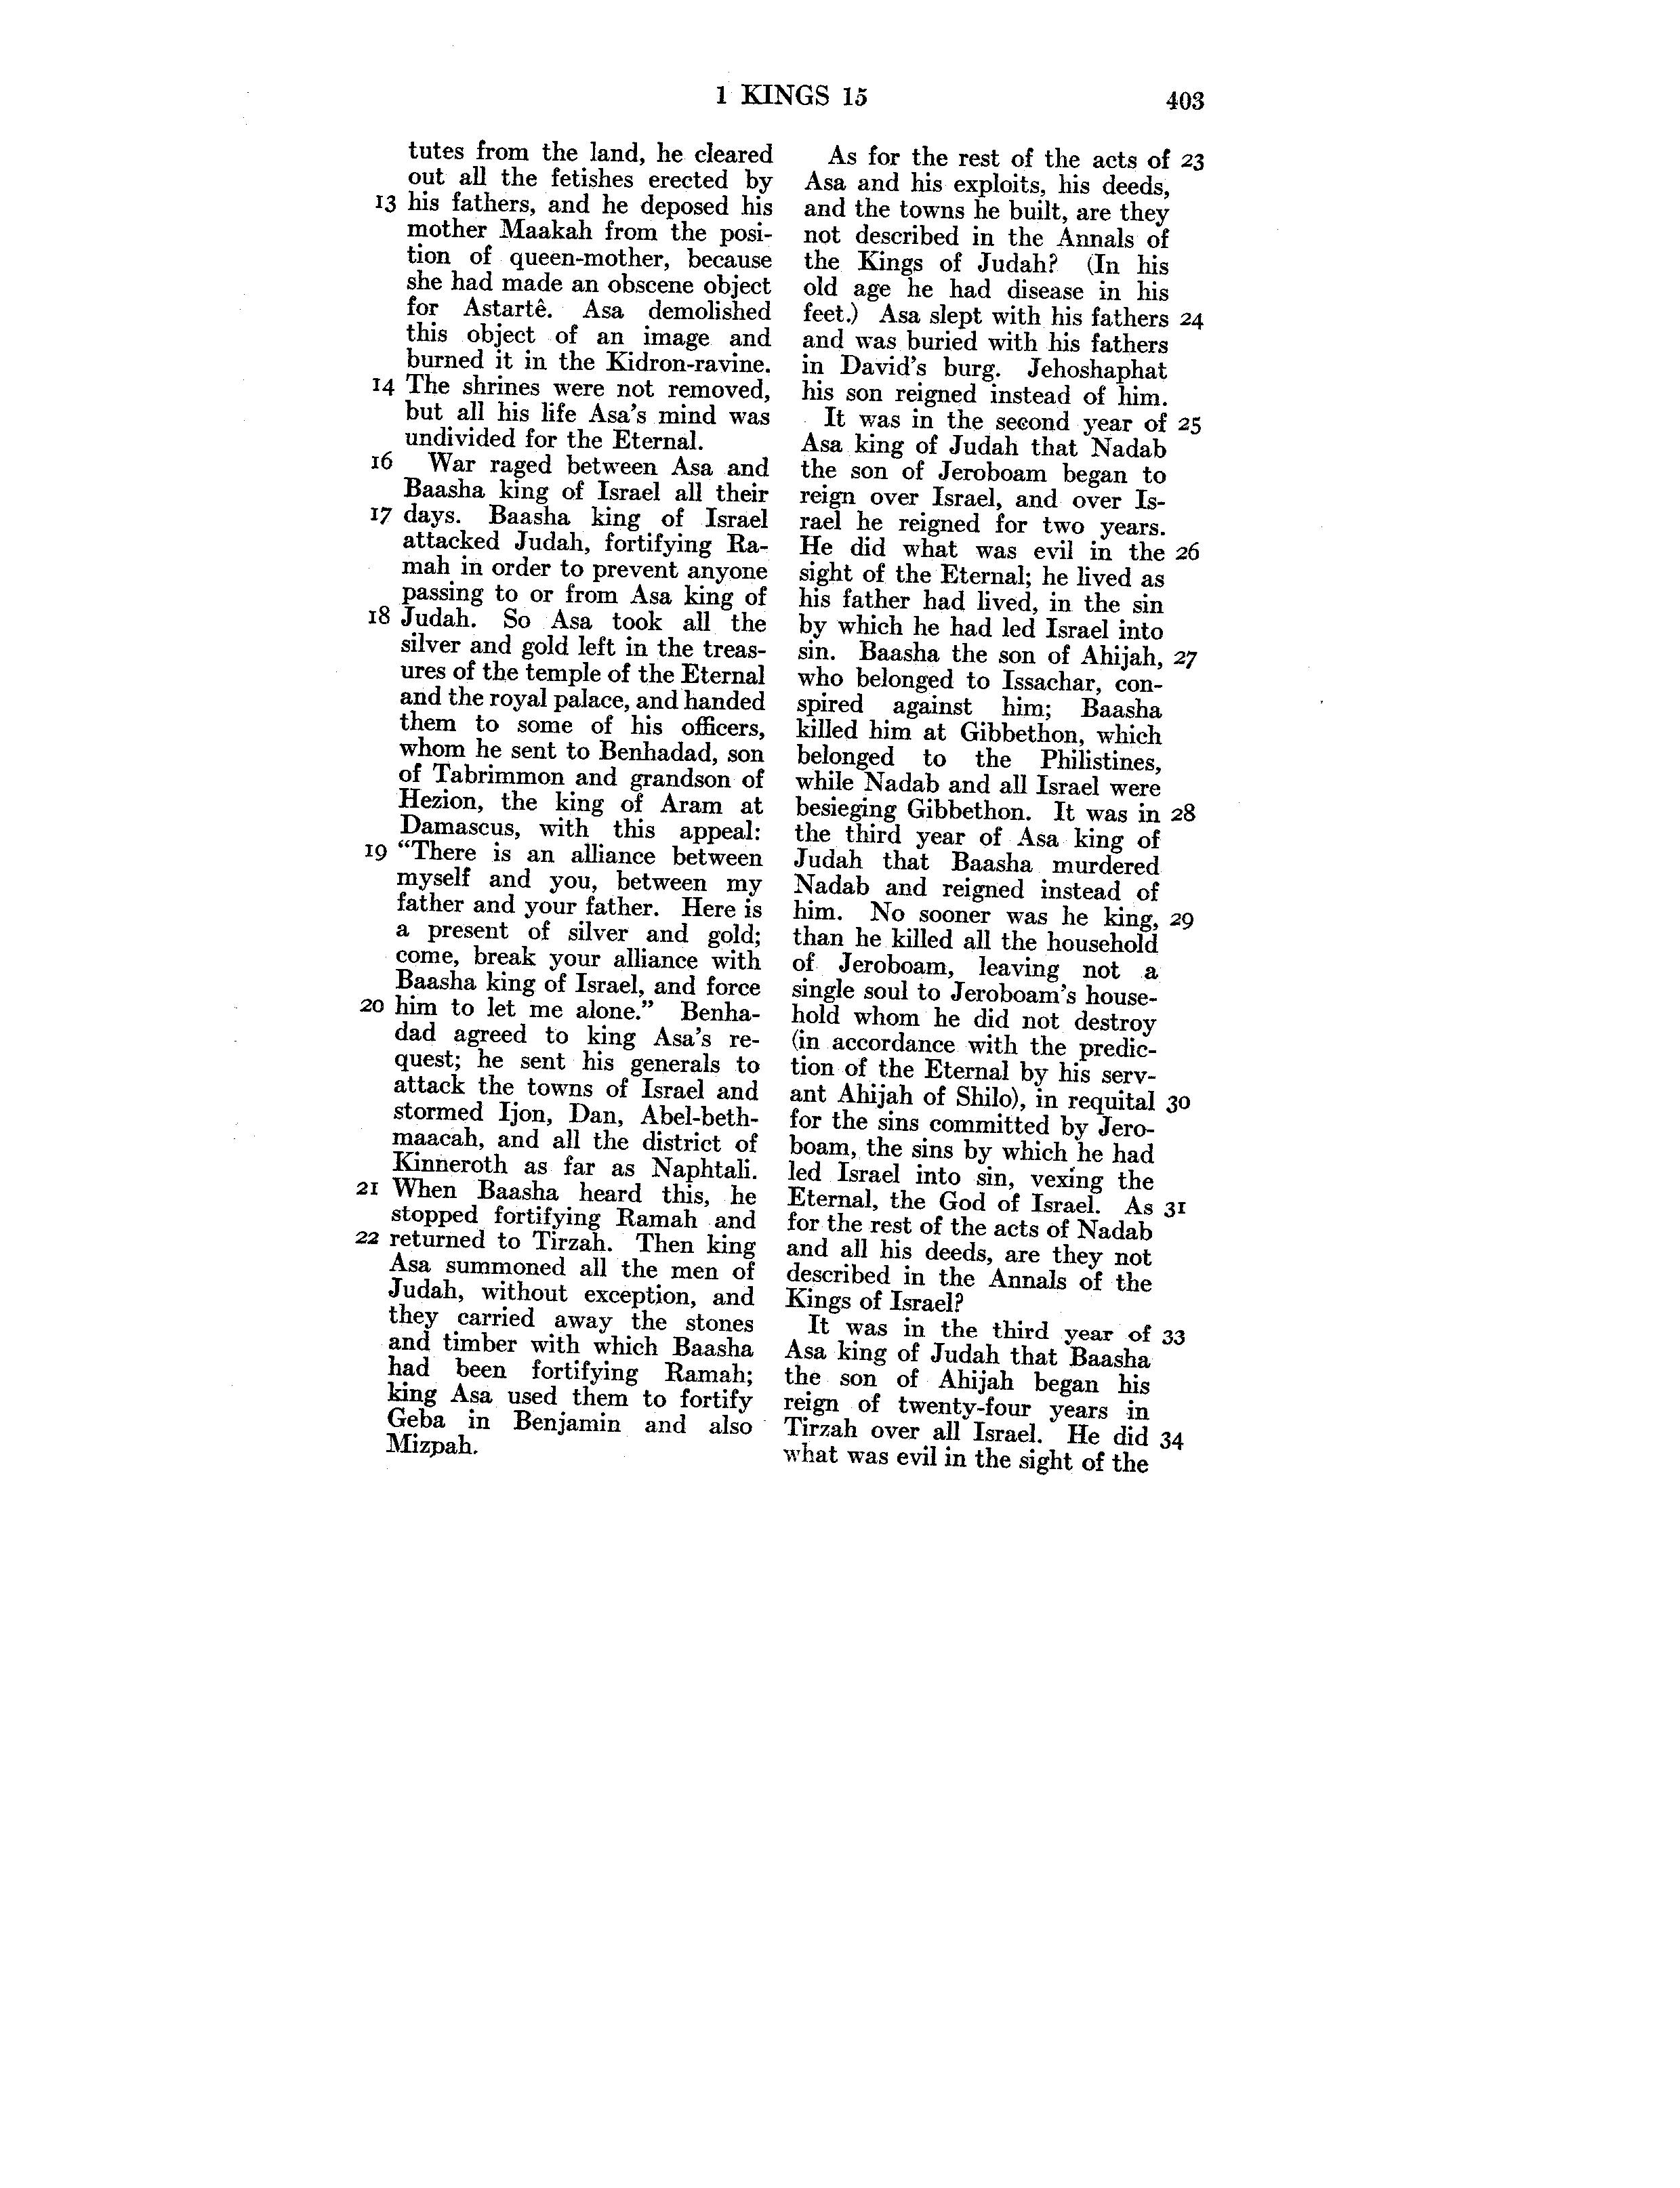 1 KINGS 15 403
tutes from the land, he cleared
out all the fetishes erected by
13 his fathers, and he deposed his
mother Maakah from the posi-
tion of queen-mother, because
she had made an obscene object
for Astartê. Asa demolished
this object of an image and
burned it in the Kidron-ravine.
14 The shrines were not removed,
but all his life Asa's mind was
undivided for the Eternal.
16 War raged between Asa and
Baasha king of Israel all their
17 days. Baasha king of Israel
attacked Judah, fortifying Ra-
mah in order to prevent anyone
passing to or from Asa king of
18 Judah. So Asa took all the
silver and gold left in the treas-
ures of the temple of the Eternal
and the royal palace, and handed
them to some of his officers,
whom he sent to Benhadad, son
of Tabrimmon and grandson of
Hezion, the king of Aram at
Damascus, with this appeal:
19 “There is an alliance between
myself and you, between my
father and your father. Here is
a present of silver and gold;
come, break your alliance with
Baasha king of Israel, and force
20 him to let me alone.” Benha-
dad agreed to king Asa's re-
quest; he sent his generals to
attack the towns of Israel and
stormed Ijon, Dan, Abel-beth-
maacah, and all the district of
Kinneroth as far as Naphtali.
21 When Baasha heard this, he
stopped fortifying Ramah and
22 returned to Tirzah. Then king
Asa summoned all the men of
Judah, without exception, and
they carried away the stones
and timber with which Baasha
had been fortifying Ramah;
king Asa used them to fortify
Geba in Benjamin and also
Mizpah.
As for the rest of the acts of 23
Asa and his exploits, his deeds,
and the towns he built, are they
not described in the Annals of
the Kings of Judah? (In his
old age he had disease in his
feet.) Asa slept with his fathers 24
and was buried with his fathers
in David's burg. Jehoshaphat
his son reigned instead of him.
It was in the second year of 25
Asa king of Judah that Nadab
the son of Jeroboam began to
reign over Israel, and over Is-
rael he reigned for two years.
He did what was evil in the 26
sight of the Eternal; he lived as
his father had lived, in the sin
by which he had led Israel into
sin. Baasha the son of Ahijah, 27
who belonged to Issachar, con-
spired against him; Baasha
killed him at Gibbethon, which
belonged to the Philistines,
while Nadab and all Israel were
besieging Gibbethon. It was in 28
the third year of Asa king of
Judah that Baasha murdered
Nadab and reigned instead of
him. No sooner was he king, 29
than he killed all the household
of Jeroboam, leaving not a
single soul to Jeroboam's house-
hold whom he did not destroy
(in accordance with the predic-
tion of the Eternal by his serv-
ant Ahijah of Shilo), in requital 30
for the sins committed by Jero-
boam, the sins by which he had
led Israel into sin, vexing the
Eternal, the God of Israel. As 31
for the rest of the acts of Nadab
and all his deeds, are they not
described in the Annals of the
Kings of Israel?
It was in the third year of 33
Asa king of Judah that Baasha
the son of Ahijah began his
reign of twenty-four years in
Tirzah over all Israel. He did 34
what was evil in the sight of the